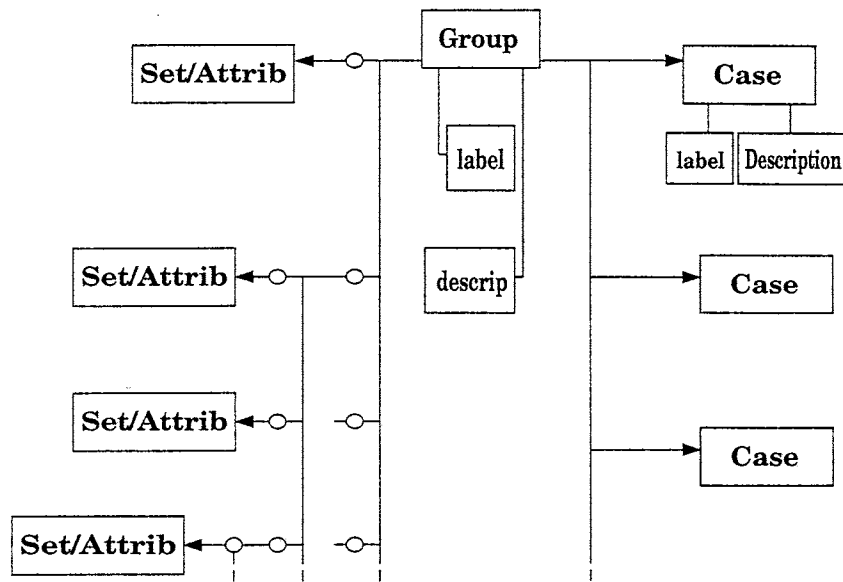 Group
Set/Attrib
Case
label
label
Description
Set/Attrib
descrip
Case
Set/Attrib
Case
Set/Attrib